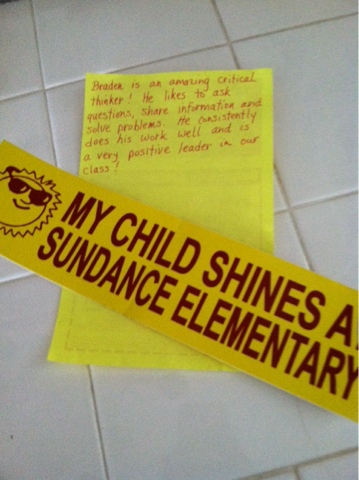 Braden is an amazing critical
thinker! He likes to ask
questions, share information and
solve problems. He consistently
does his work well and is
a very positive leader in our
class!
MY CHILD SHINES A
SUNDANCE ELEMENTARY